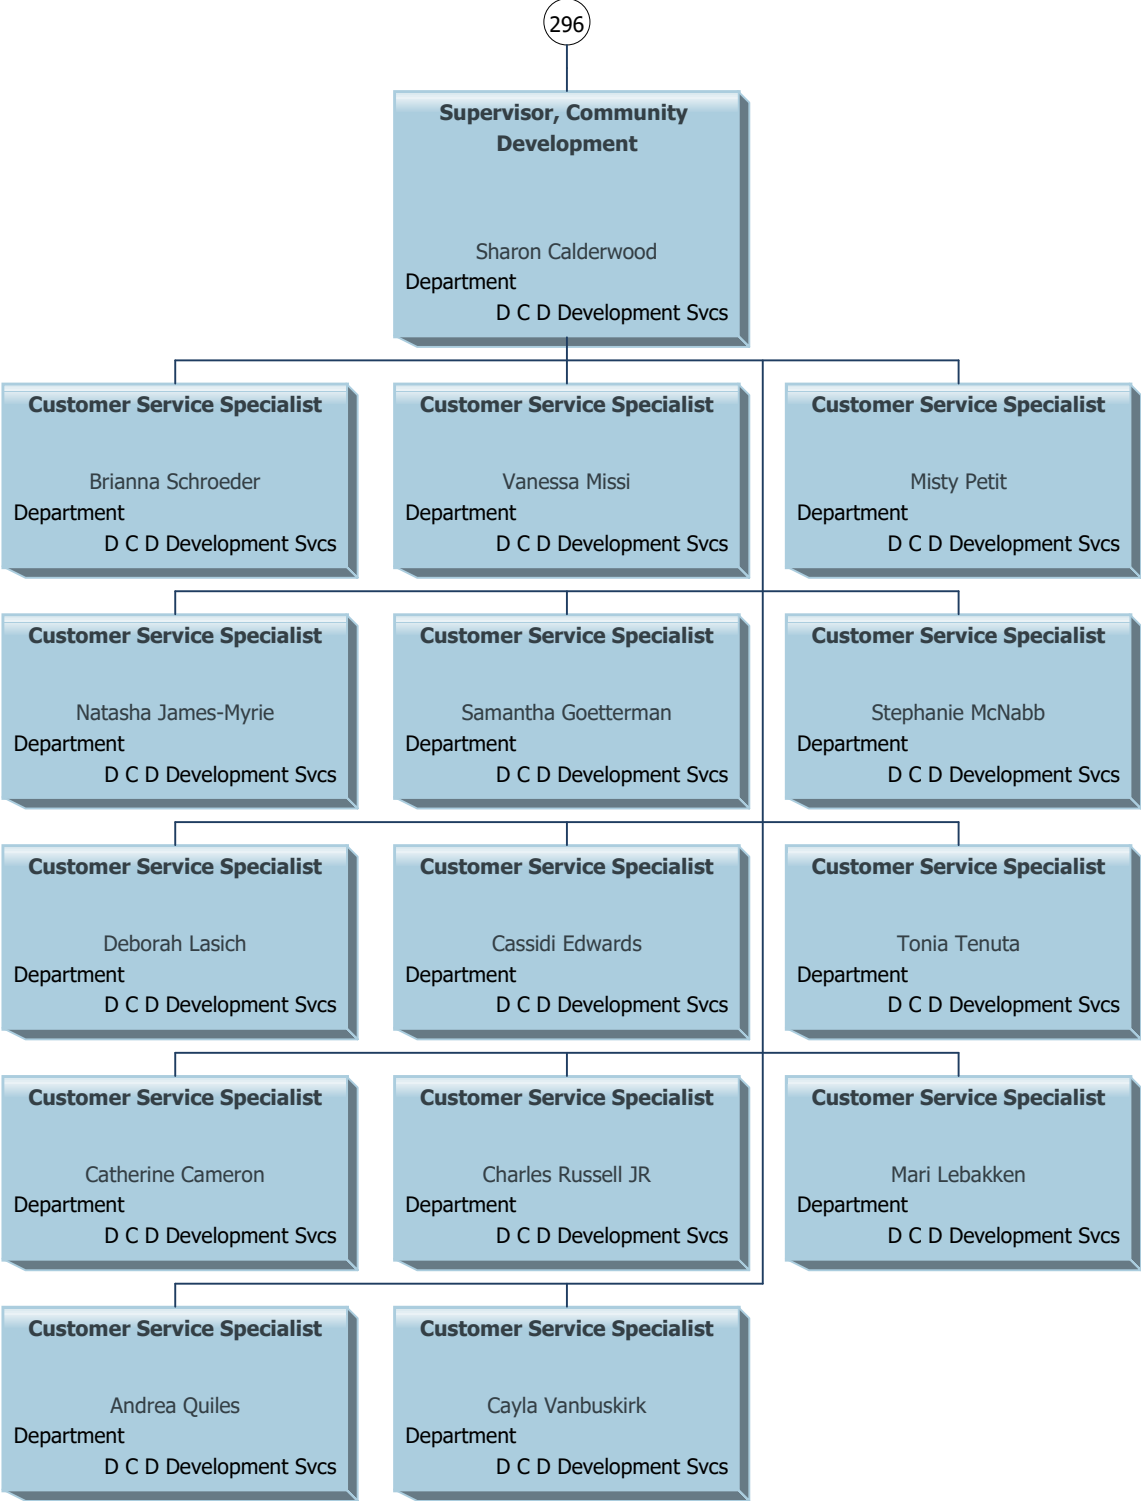 296
Supervisor, Community
Development
Sharon Calderwood
Department
D C D Development Svcs
Customer Service Specialist
Brianna Schroeder
Department
D C D Development Svcs
Customer Service Specialist
Vanessa Missi
Department
D C D Development Svcs
Customer Service Specialist
Misty Petit
Department
D C D Development Svcs
Customer Service Specialist
Natasha James-Myrie
Department
D C D Development Svcs
Customer Service Specialist
Samantha Goetterman
Department
D C D Development Svcs
Customer Service Specialist
Stephanie McNabb
Department
D C D Development Svcs
Customer Service Specialist
Deborah Lasich
Department
D C D Development Svcs
Customer Service Specialist
Cassidi Edwards
Department
D C D Development Svcs
Customer Service Specialist
Tonia Tenuta
Department
D C D Development Svcs
Customer Service Specialist
Catherine Cameron
Department
D C D Development Svcs
Customer Service Specialist
Charles Russell JR
Department
D C D Development Svcs
Customer Service Specialist
Mari Lebakken
Department
D C D Development Svcs
Customer Service Specialist
Andrea Quiles
Department
D C D Development Svcs
Customer Service Specialist
Cayla Vanbuskirk
Department
D C D Development Svcs